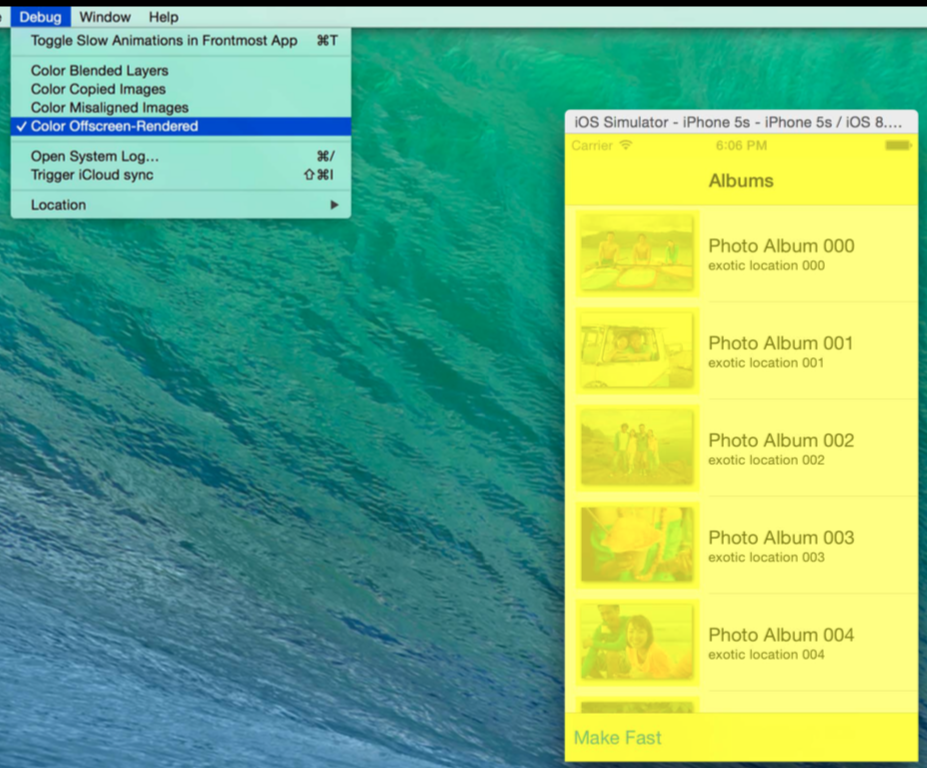 Debug Window Help
Toggle Slow Animations in Frontmost App ⌘T
Color Blended Layers
Color Copied Images
Color Misaligned Images
✓ Color Offscreen-Rendered
Open System Log... ⌘/
Trigger iCloud sync ⇧⌘I
Location ▶
iOS Simulator - iPhone 5s - iPhone 5s / iOS 8....
Carrier 6:06 PM
Albums
Photo Album 000
exotic location 000
Photo Album 001
exotic location 001
Photo Album 002
exotic location 002
Photo Album 003
exotic location 003
Photo Album 004
exotic location 004
Make Fast